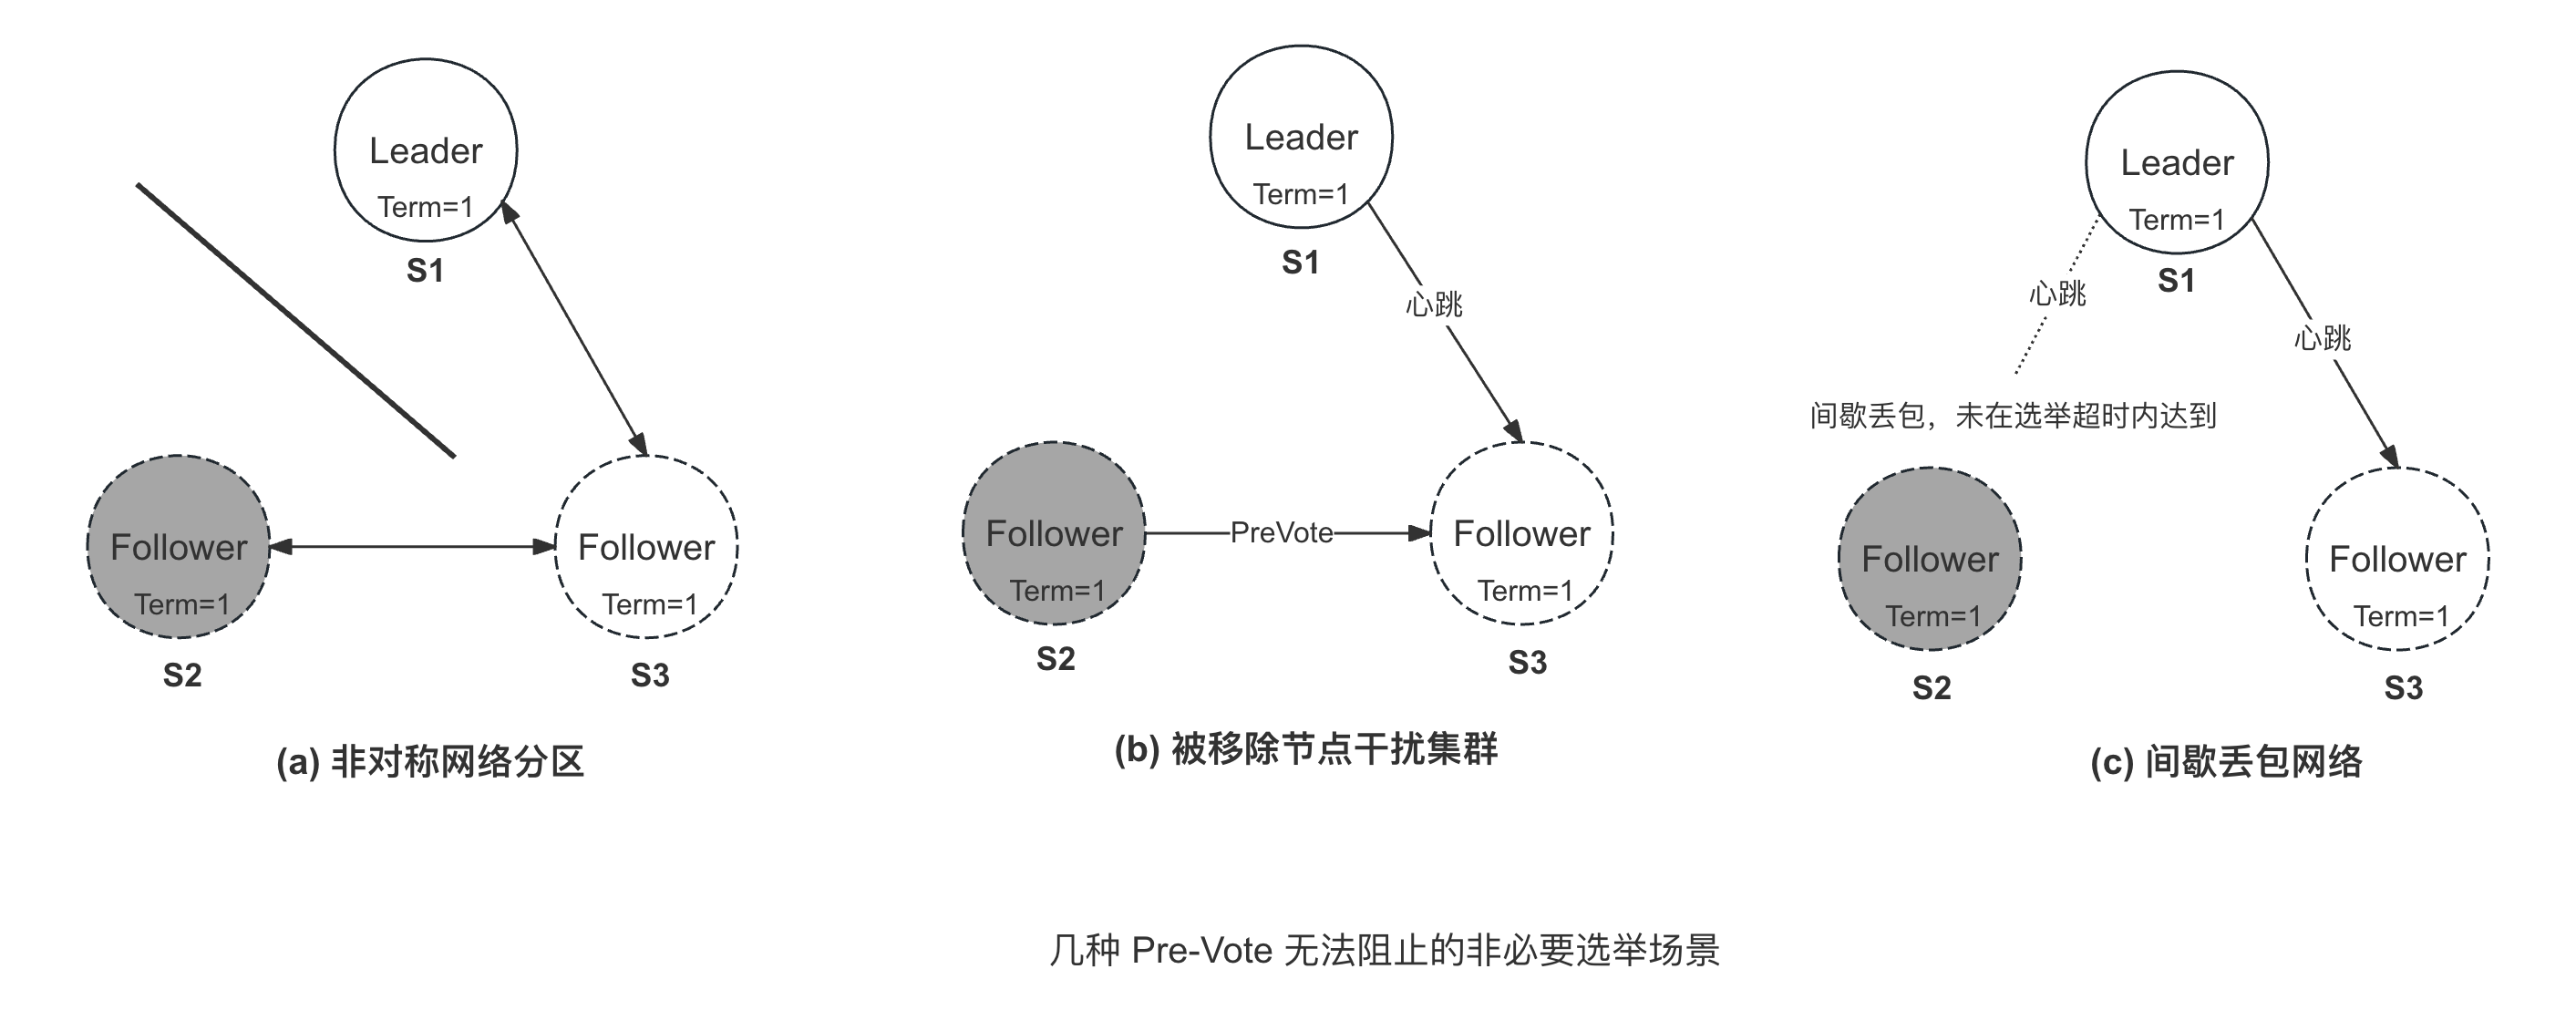 Leader
Term=1
S1
Follower
Term=1
S2
Follower
Term=1
S3
(a) 非对称网络分区
Leader
Term=1
S1
心跳
Follower
Term=1
S2
PreVote
Follower
Term=1
S3
(b) 被移除节点干扰集群
Leader
Term=1
S1
心跳
心跳
间歇丢包，未在选举超时内达到
Follower
Term=1
S2
Follower
Term=1
S3
(c) 间歇丢包网络
几种 Pre-Vote 无法阻止的非必要选举场景